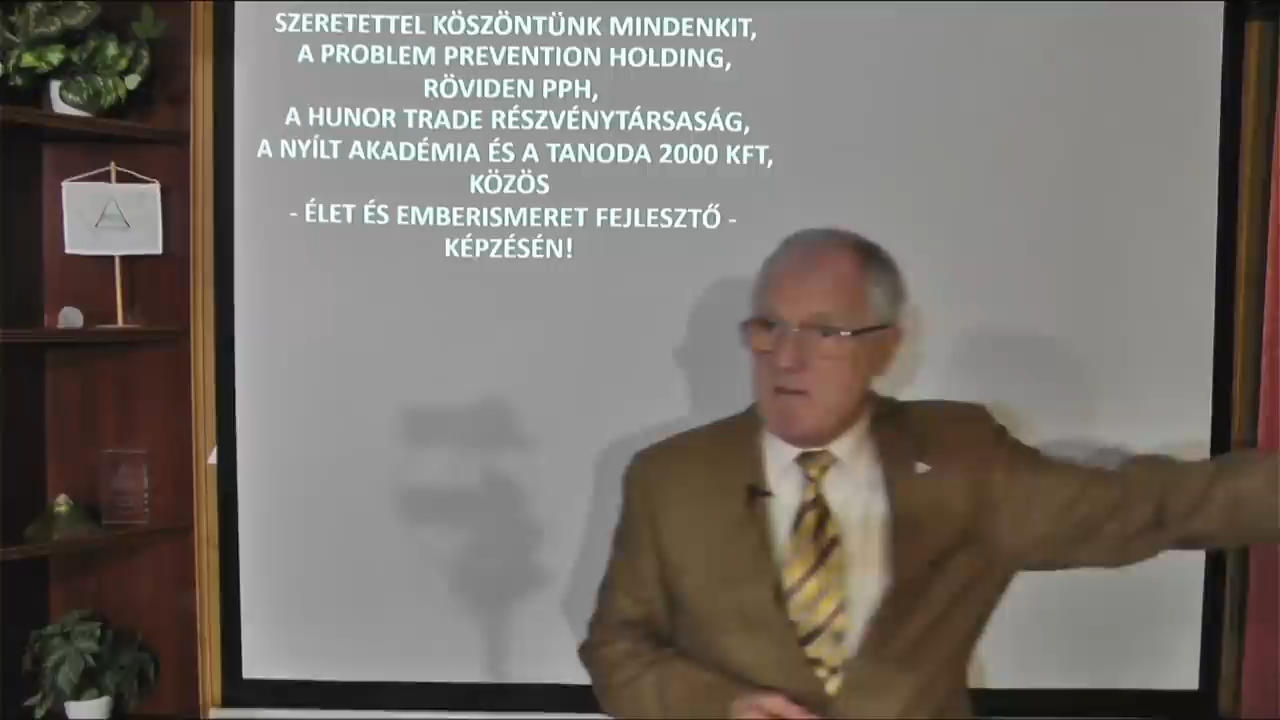 SZERETETTEL KÖSZÖNTÜNK MINDENKIT,
A PROBLEM PREVENTION HOLDING,
RÖVIDEN PPH,
A HUNOR TRADE RÉSZVÉNYTÁRSASÁG,
A NYÍLT AKADÉMIA ÉS A TANODA 2000 KFT,
KÖZÖS
- ÉLET ÉS EMBERISMERET FEJLESZTŐ -
KÉPZÉSÉN!